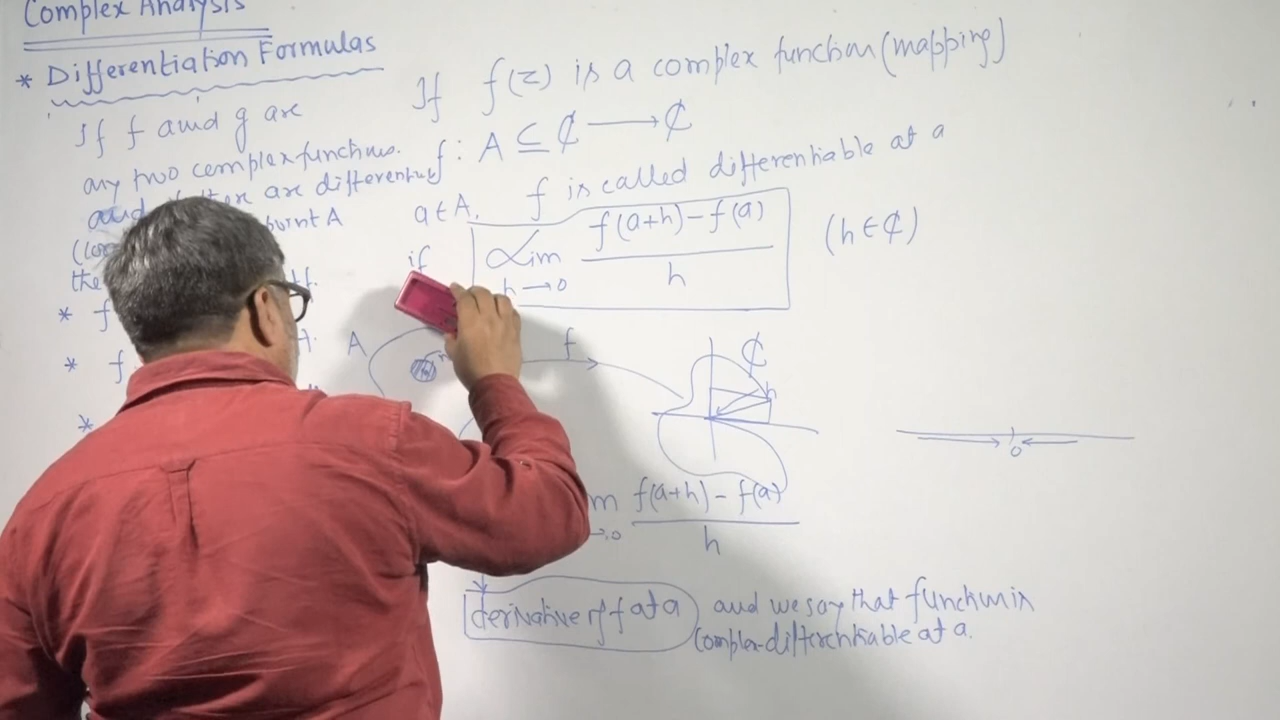 Complex Analysis
* Differentiation Formulas
If f and g are
any two complex functions.
and
are
point A
the
* f
* f
*
If f(z) is a complex function (mapping)
f : A ⊆ ₵ → ₵
f is called differentiable at a
a ∈ A.
if
Lim f(a+h) - f(a)
h → 0 h
(h ∈ ₵)
A
f
₵
h
0
m f(a+h) - f(a)
→0 h
derivative of f at a and we say that function is
Complex-differentiable at a.